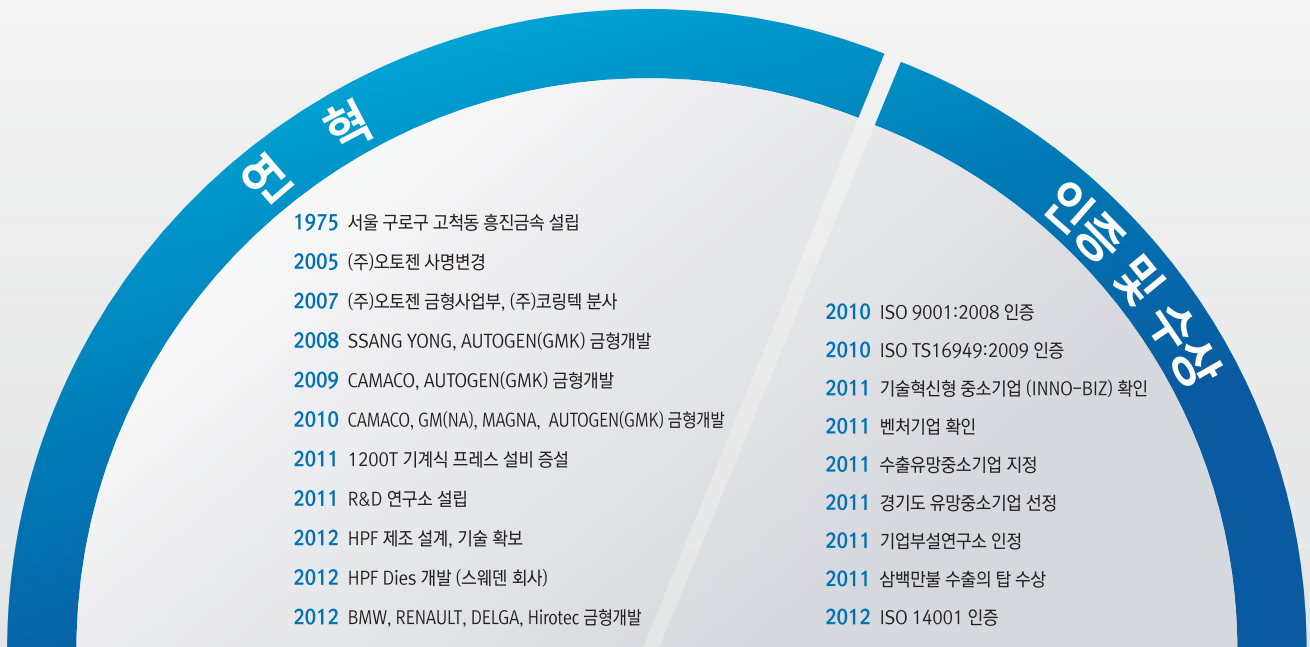 연 혁
1975 서울 구로구 고척동 흥진금속 설립
2005 (주)오토젠 사명변경
2007 (주)오토젠 금형사업부, (주)코링텍 분사
2008 SSANG YONG, AUTOGEN(GMK) 금형개발
2009 CAMACO, AUTOGEN(GMK) 금형개발
2010 CAMACO, GM(NA), MAGNA, AUTOGEN(GMK) 금형개발
2011 1200T 기계식 프레스 설비 증설
2011 R&D 연구소 설립
2012 HPF 제조 설계, 기술 확보
2012 HPF Dies 개발 (스웨덴 회사)
2012 BMW, RENAULT, DELGA, Hirotec 금형개발
인증 및 수상
2010 ISO 9001:2008 인증
2010 ISO TS16949:2009 인증
2011 기술혁신형 중소기업 (INNO-BIZ) 확인
2011 벤처기업 확인
2011 수출유망중소기업 지정
2011 경기도 유망중소기업 선정
2011 기업부설연구소 인정
2011 삼백만불 수출의 탑 수상
2012 ISO 14001 인증